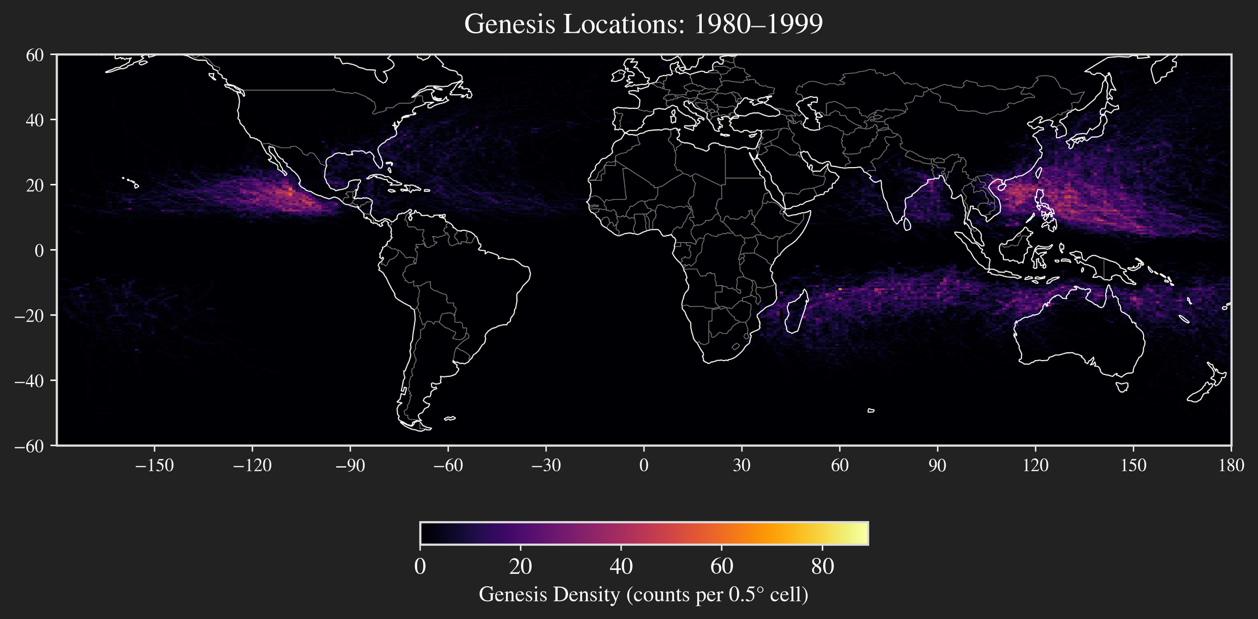 Genesis Locations: 1980–1999
60
40
20
0
−20
−40
−60
−150 −120 −90 −60 −30 0 30 60 90 120 150 180
0 20 40 60 80
Genesis Density (counts per 0.5° cell)